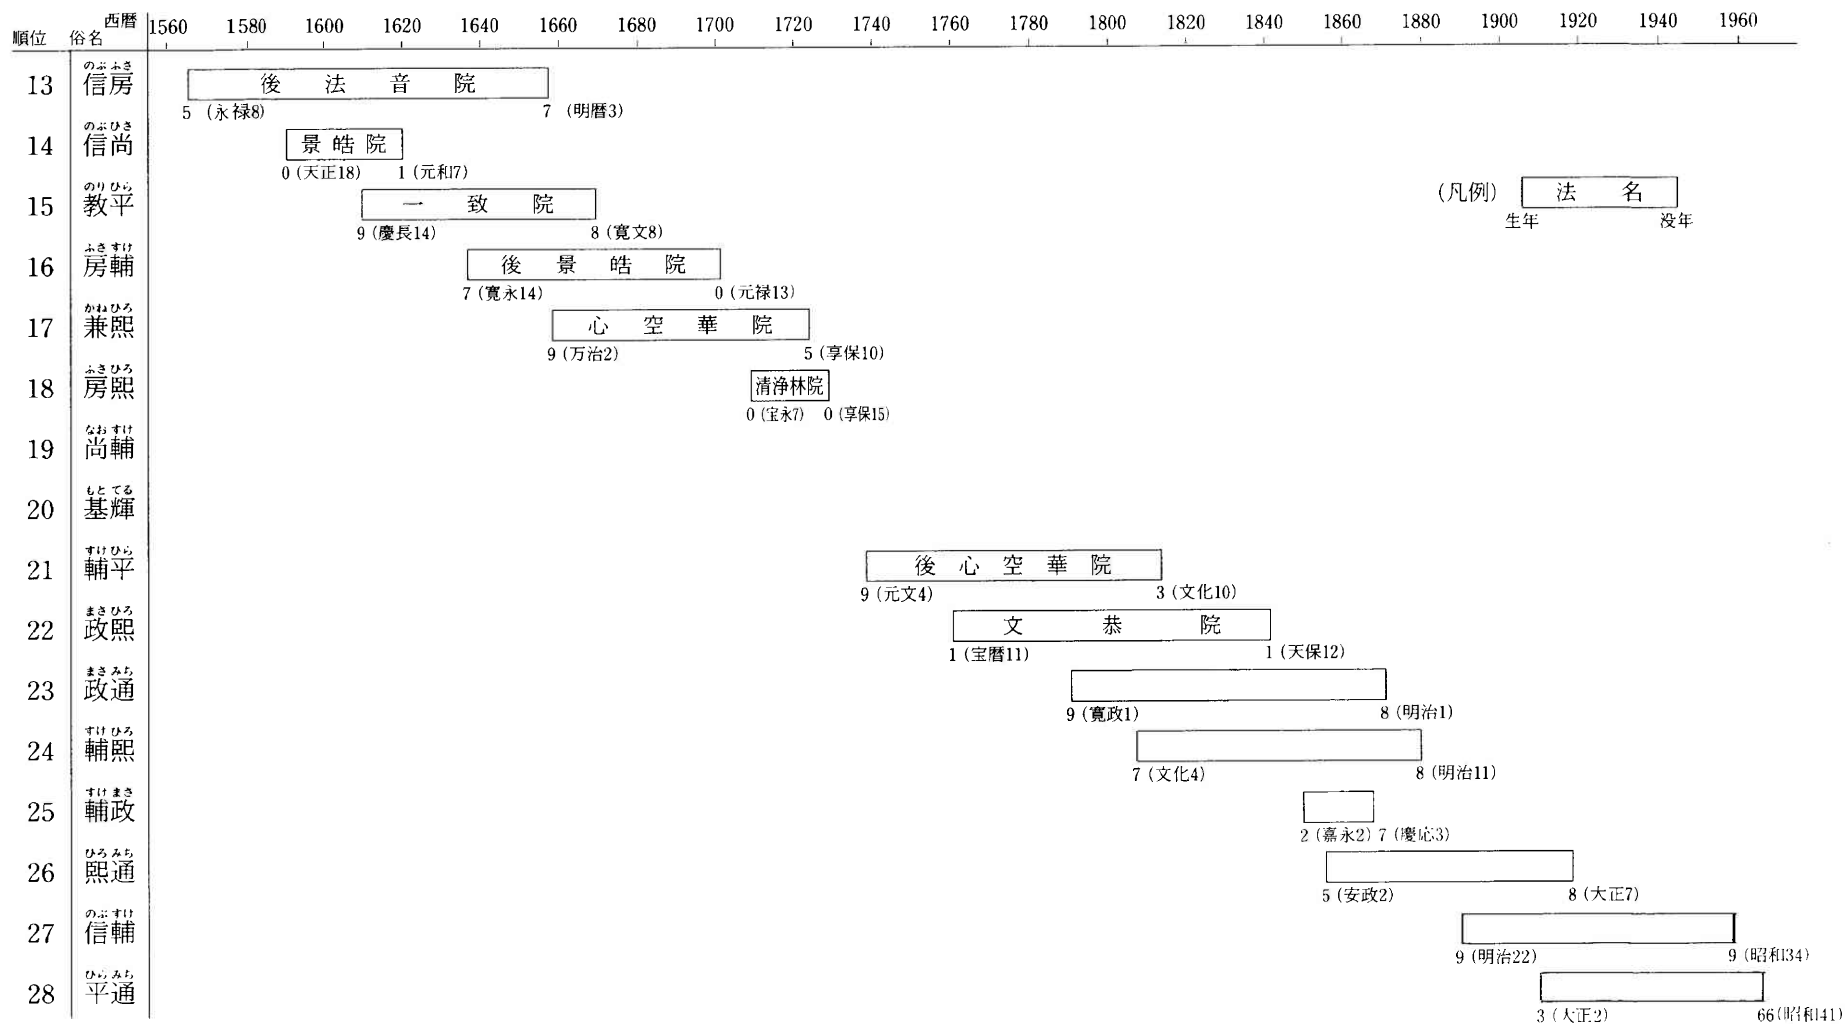 西暦
順位 俗名 1560 1580 1600 1620 1640 1660 1680 1700 1720 1740 1760 1780 1800 1820 1840 1860 1880 1900 1920 1940 1960
のぶふさ
13 信房 後法音院
5 (永禄8) 7 (明暦3)
のぶひさ
14 信尚 景皓院
0 (天正18) 1 (元和7)
のりひら
15 教平 一致院 (凡例) 法名
9 (慶長14) 8 (寛文8) 生年 没年
ふさすけ
16 房輔 後景皓院
7 (寛永14) 0 (元禄13)
かねひろ
17 兼熙 心空華院
9 (万治2) 5 (享保10)
ふさひろ
18 房熙 清浄林院
0 (宝永7) 0 (享保15)
なおすけ
19 尚輔
もとてる
20 基輝
すけひら
21 輔平 後心空華院
9 (元文4) 3 (文化10)
まさひろ
22 政熙 文恭院
1 (宝暦11) 1 (天保12)
まさみち
23 政通
9 (寛政1) 8 (明治1)
すけひろ
24 輔熙
7 (文化4) 8 (明治11)
すけまさ
25 輔政
2 (嘉永2) 7 (慶応3)
ひろみち
26 熙通
5 (安政2) 8 (大正7)
のぶすけ
27 信輔
9 (明治22) 9 (昭和34)
ひらみち
28 平通
3 (大正2) 66(昭和41)